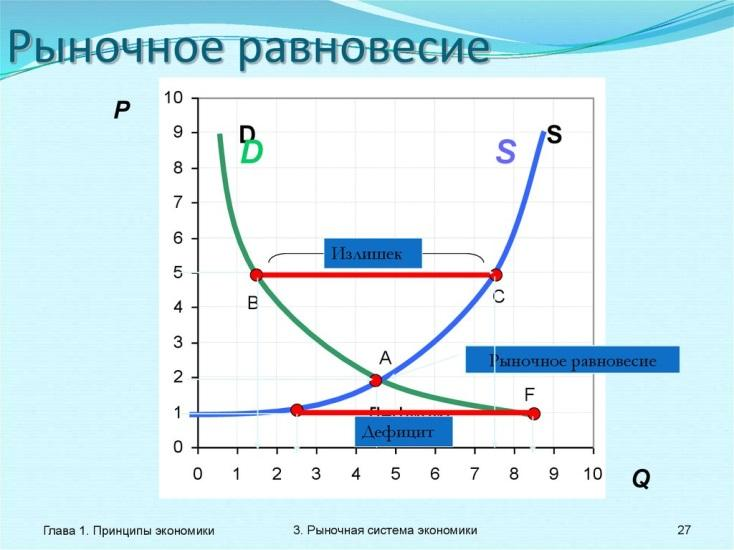 Рыночное равновесие
P
10
9
8
7
6
5
4
3
2
1
0
D
D
S
S
Излишек
B
C
A
Рыночное равновесие
F
Дефицит
0 1 2 3 4 5 6 7 8 9 10
Q
Глава 1. Принципы экономики
3. Рыночная система экономики
27